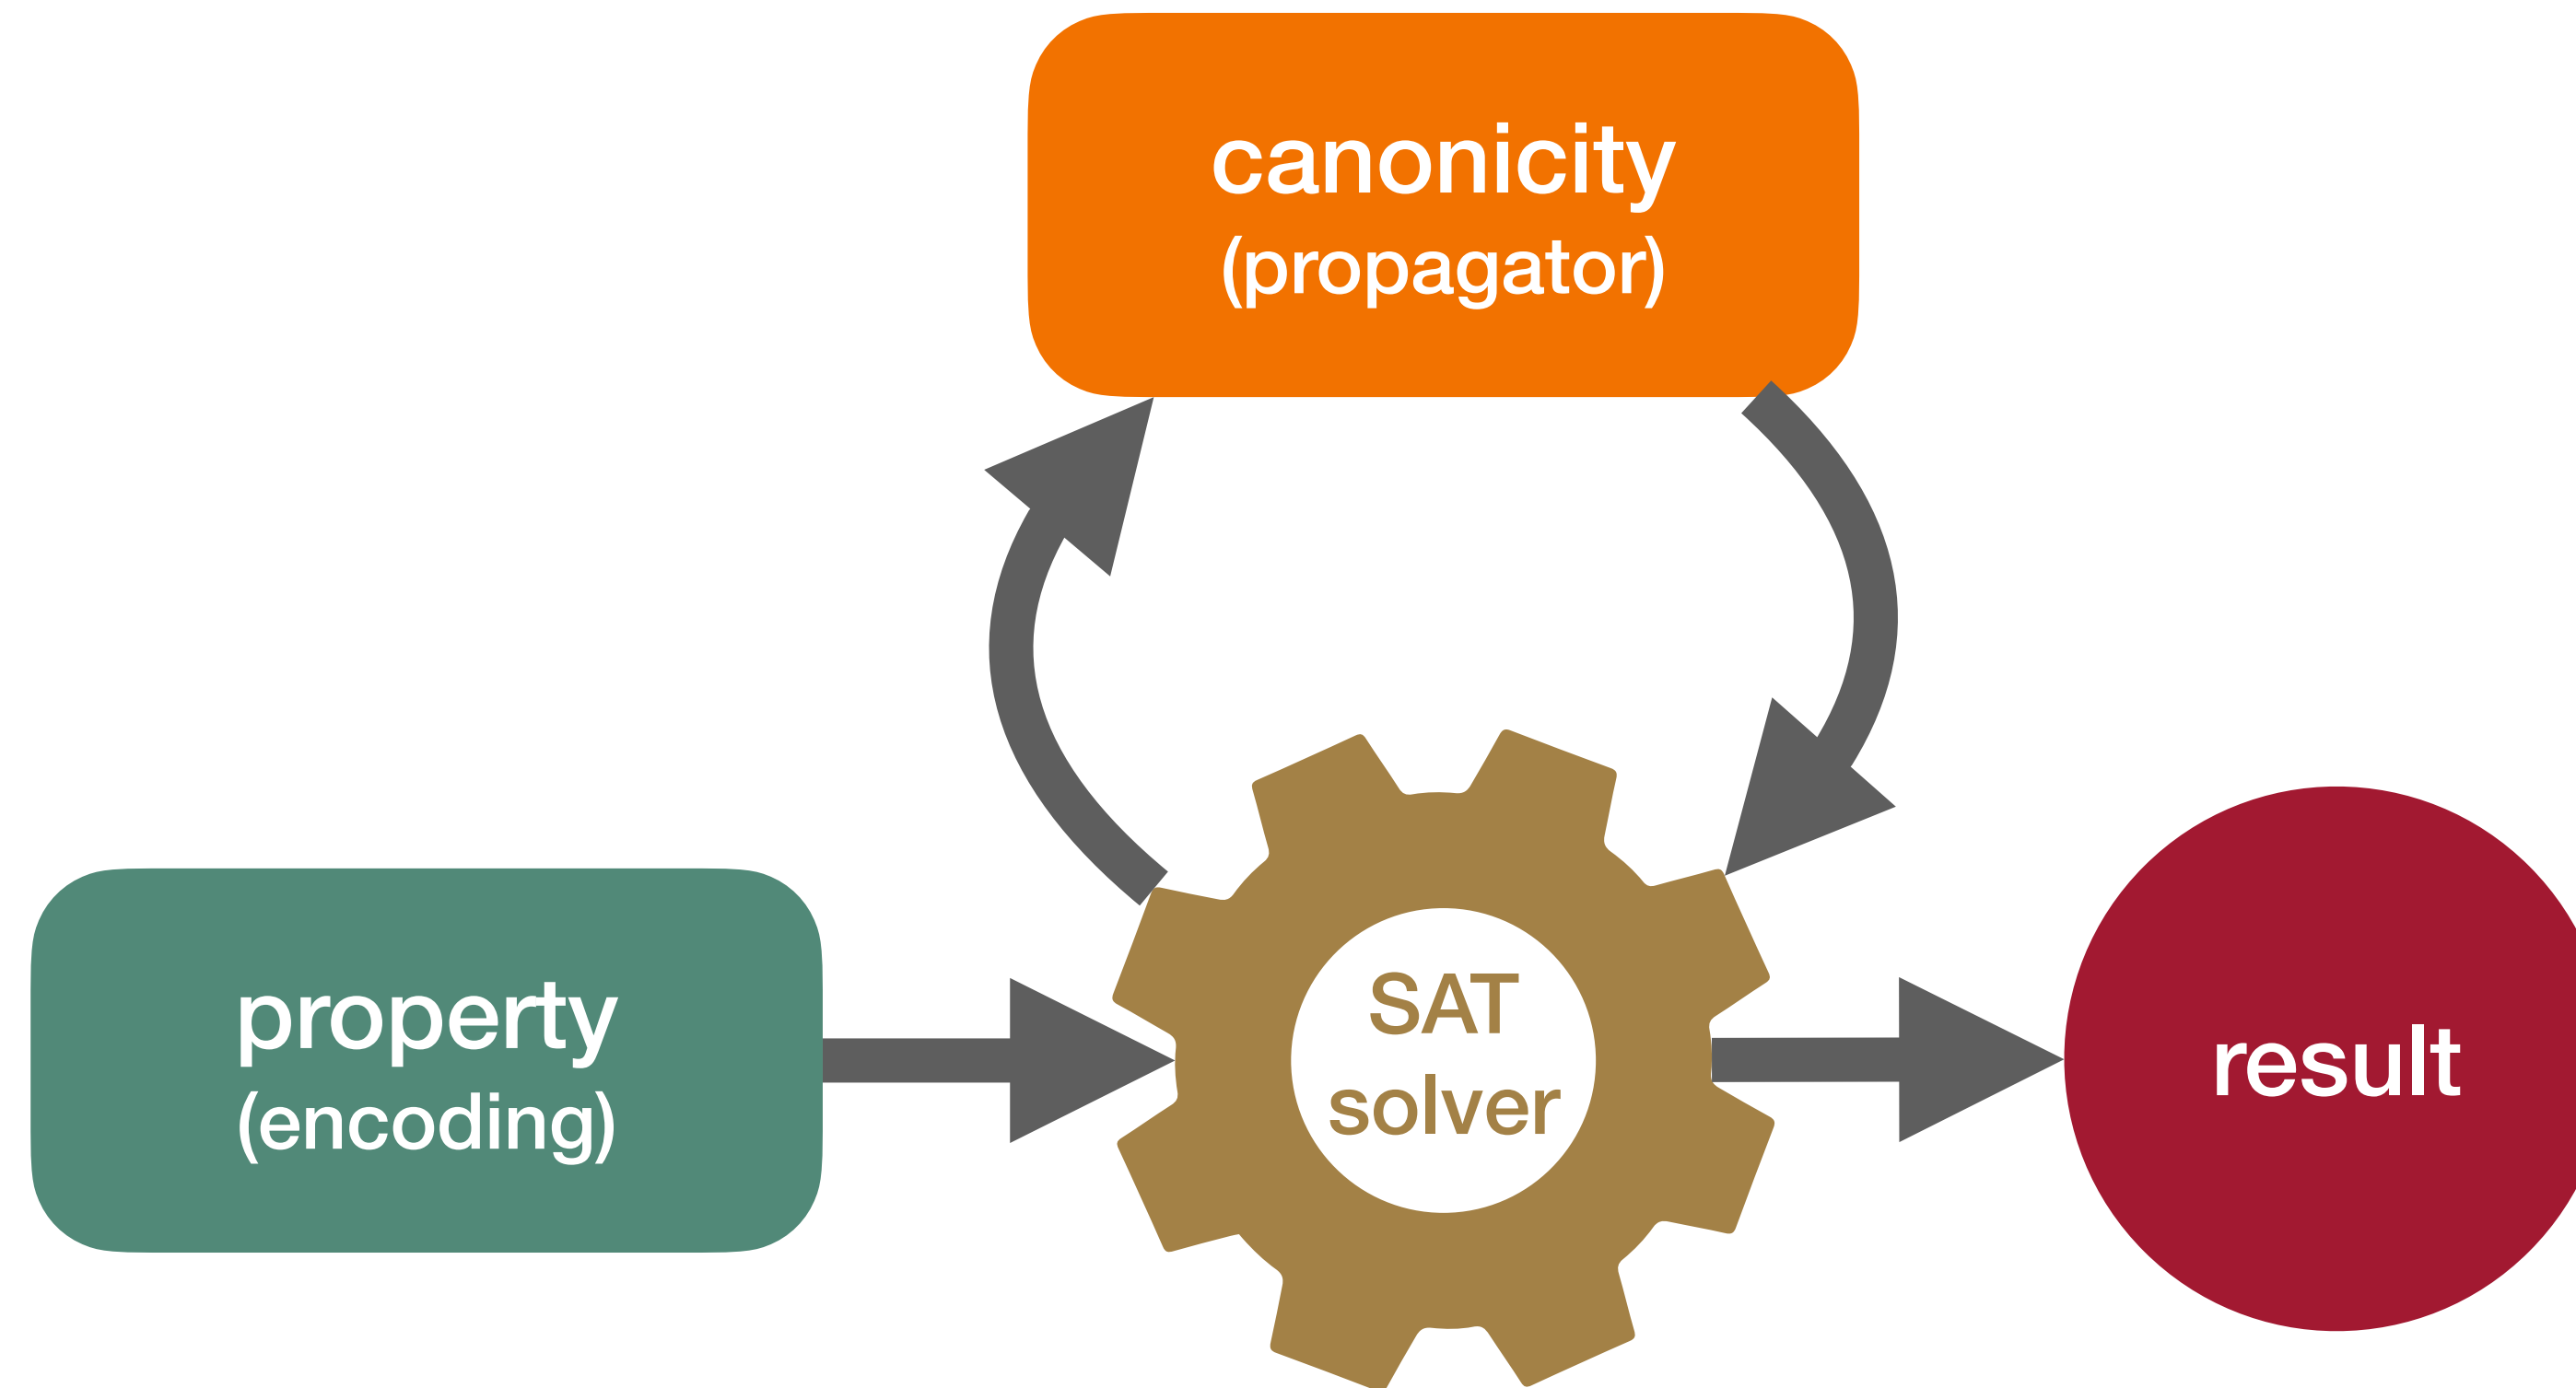 canonicity
(propagator)
property
(encoding)
SAT
solver
result